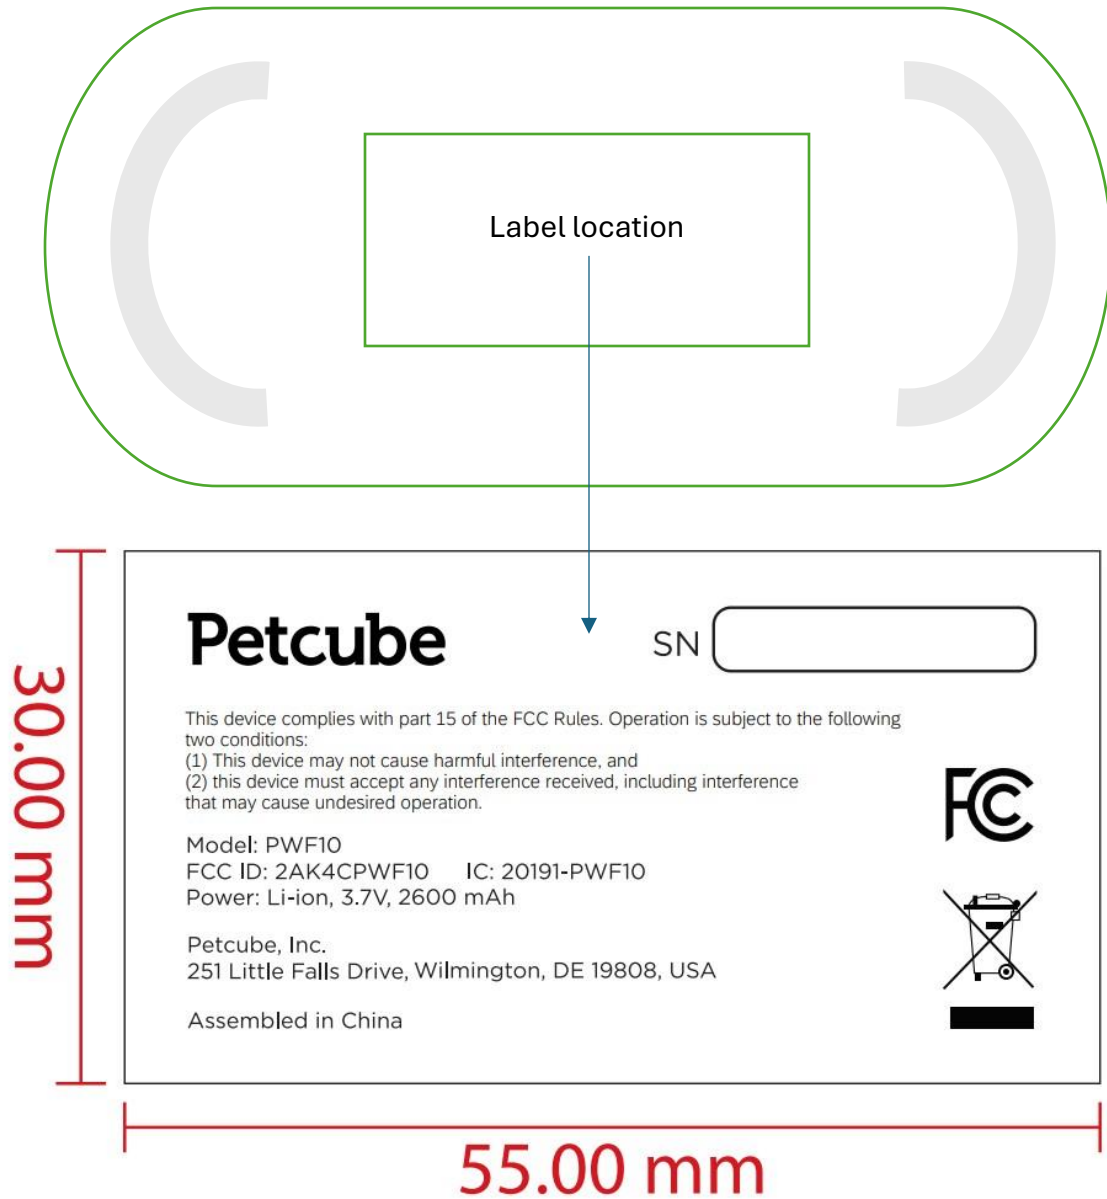 Label location
Petcube
SN
This device complies with part 15 of the FCC Rules. Operation is subject to the following
two conditions:
(1) This device may not cause harmful interference, and
(2) this device must accept any interference received, including interference
that may cause undesired operation.
FC
Model: PWF10
FCC ID: 2AK4CPWF10 IC: 20191-PWF10
Power: Li-ion, 3.7V, 2600 mAh
Petcube, Inc.
251 Little Falls Drive, Wilmington, DE 19808, USA
Assembled in China
30.00 mm
55.00 mm